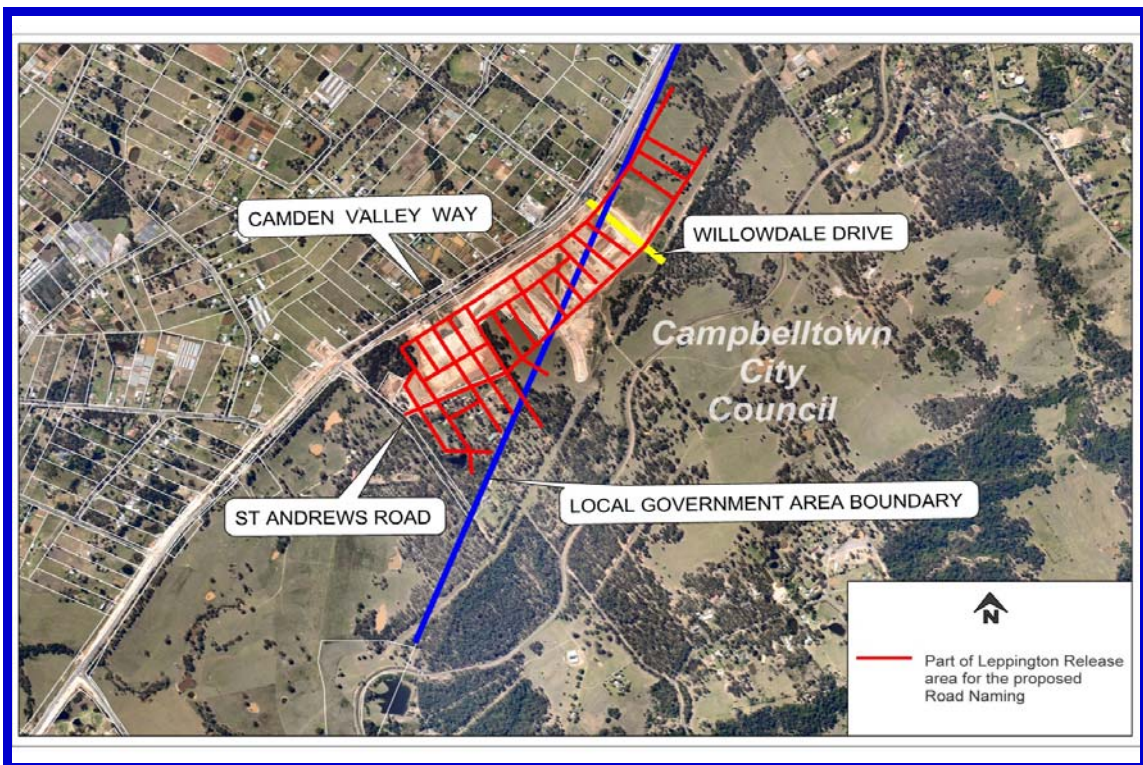 CAMDEN VALLEY WAY
WILLOWDALE DRIVE
Campbelltown
City
Council
ST ANDREWS ROAD
LOCAL GOVERNMENT AREA BOUNDARY
N
Part of Leppington Release
area for the proposed
Road Naming